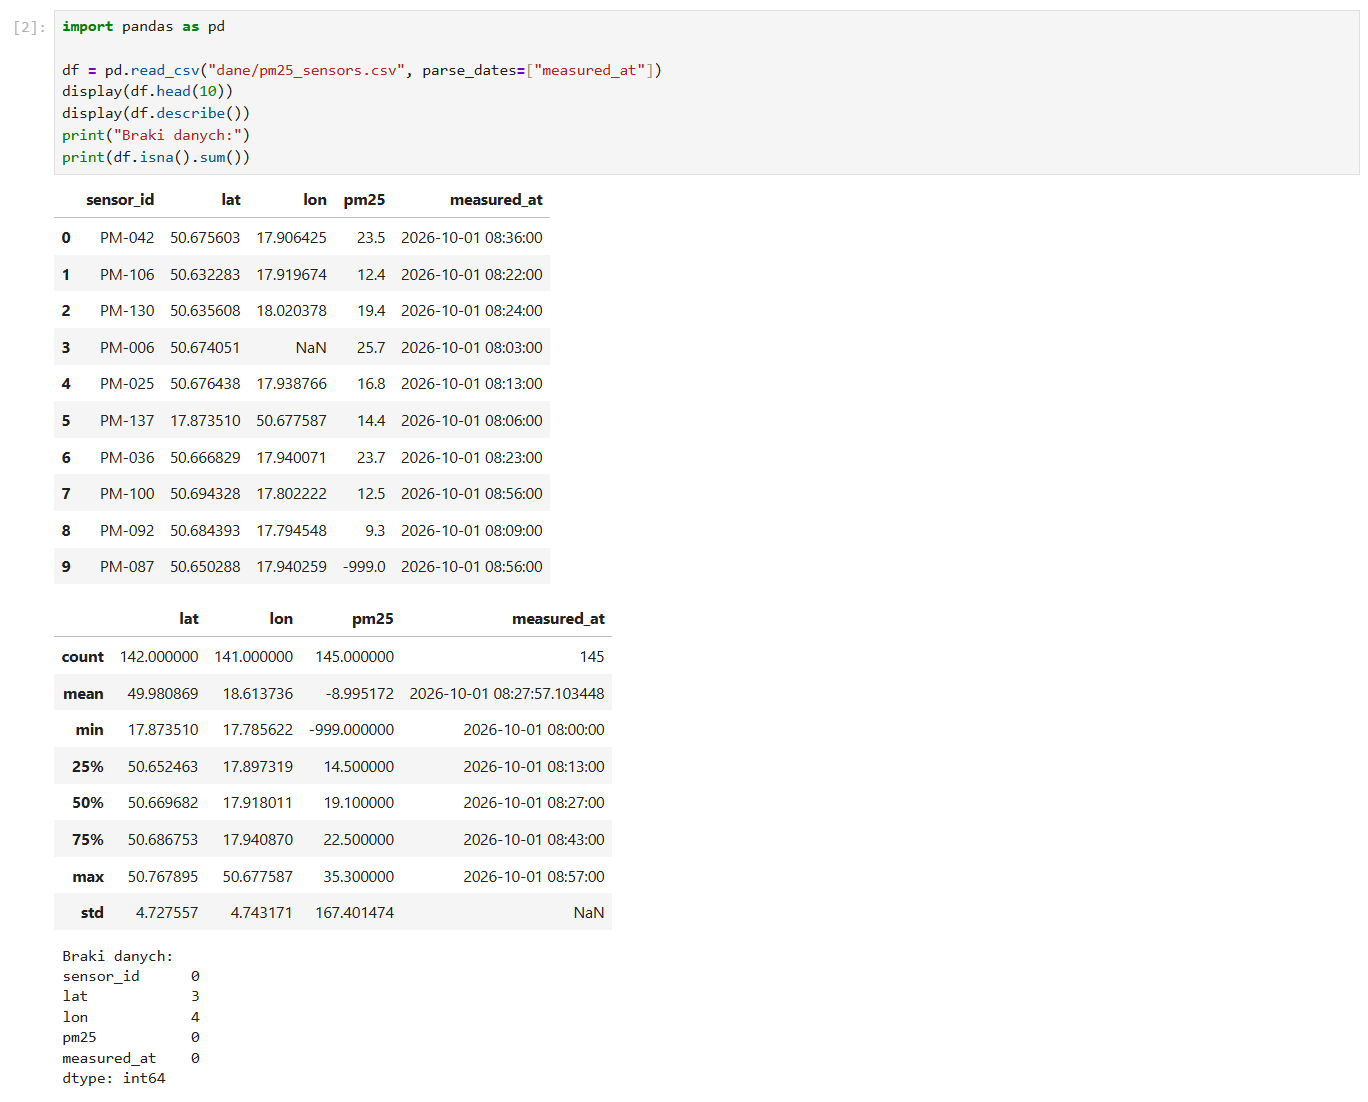 [2]:
import pandas as pd
df = pd.read_csv("dane/pm25_sensors.csv", parse_dates=["measured_at"])
display(df.head(10))
display(df.describe())
print("Braki danych:")
print(df.isna().sum())
sensor_id lat lon pm25 measured_at
0 PM-042 50.675603 17.906425 23.5 2026-10-01 08:36:00
1 PM-106 50.632283 17.919674 12.4 2026-10-01 08:22:00
2 PM-130 50.635608 18.020378 19.4 2026-10-01 08:24:00
3 PM-006 50.674051 NaN 25.7 2026-10-01 08:03:00
4 PM-025 50.676438 17.938766 16.8 2026-10-01 08:13:00
5 PM-137 17.873510 50.677587 14.4 2026-10-01 08:06:00
6 PM-036 50.666829 17.940071 23.7 2026-10-01 08:23:00
7 PM-100 50.694328 17.802222 12.5 2026-10-01 08:56:00
8 PM-092 50.684393 17.794548 9.3 2026-10-01 08:09:00
9 PM-087 50.650288 17.940259 -999.0 2026-10-01 08:56:00
lat lon pm25 measured_at
count 142.000000 141.000000 145.000000 145
mean 49.980869 18.613736 -8.995172 2026-10-01 08:27:57.103448
min 17.873510 17.785622 -999.000000 2026-10-01 08:00:00
25% 50.652463 17.897319 14.500000 2026-10-01 08:13:00
50% 50.669682 17.918011 19.100000 2026-10-01 08:27:00
75% 50.686753 17.940870 22.500000 2026-10-01 08:43:00
max 50.767895 50.677587 35.300000 2026-10-01 08:57:00
std 4.727557 4.743171 167.401474 NaN
Braki danych:
sensor_id 0
lat 3
lon 4
pm25 0
measured_at 0
dtype: int64